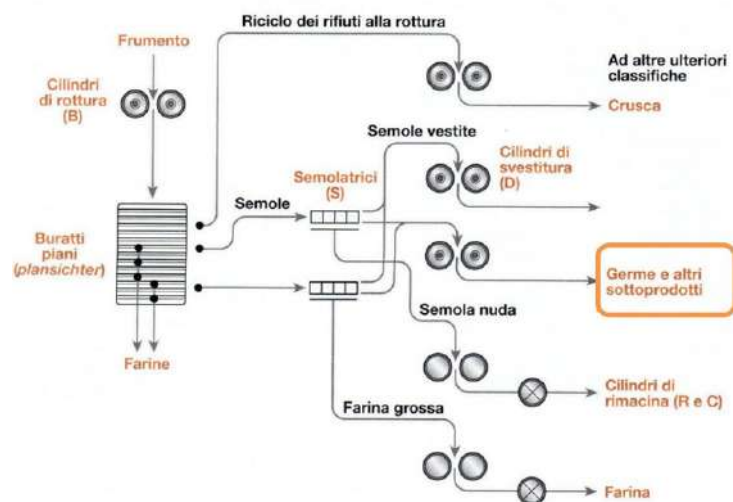 Riciclo dei rifiuti alla rottura
Frumento
Ad altre ulteriori
classifiche
Cilindri
di rottura
(B)
Crusca
Semole vestite
Cilindri di
svestitura
(D)
Semolatrici
(S)
Semole
Buratti
piani
(plansichter)
Germe e altri
sottoprodotti
Semola nuda
Farine
Cilindri di
rimacina (R e C)
Farina grossa
Farina